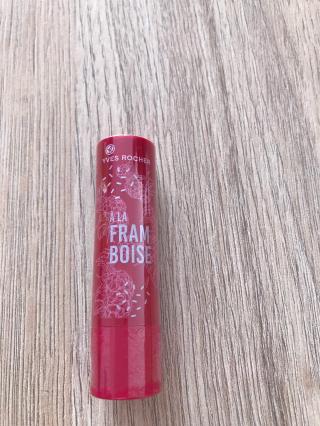 YVES ROCHER
À LA
FRAM
BOISE